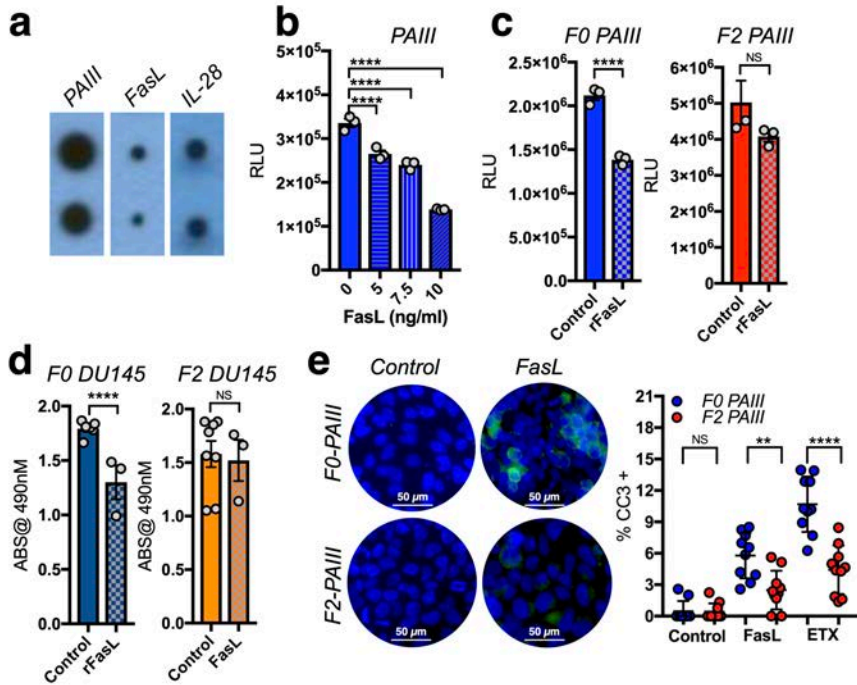 a
PAIII FasL IL-28
b
PAIII
5×10⁵
4×10⁵
3×10⁵
2×10⁵
1×10⁵
0
RLU
****
****
****
0 5 7.5 10
FasL (ng/ml)
c
F0 PAIII
2.5×10⁶
2.0×10⁶
1.5×10⁶
1.0×10⁶
5.0×10⁵
0.0
RLU
****
Control rFasL
F2 PAIII
6×10⁶
5×10⁶
4×10⁶
3×10⁶
2×10⁶
1×10⁶
0
RLU
NS
Control rFasL
d
F0 DU145
2.0
1.5
1.0
0.5
0.0
ABS@ 490nM
****
Control rFasL
F2 DU145
2.0
1.5
1.0
0.5
0.0
ABS@ 490nM
NS
Control FasL
e
Control FasL
F0-PAIII
50 µm 50 µm
F2-PAIII
50 µm 50 µm
F0 PAIII
F2 PAIII
21
18
15
12
9
6
3
0
% CC3 +
NS ** ****
Control FasL ETX